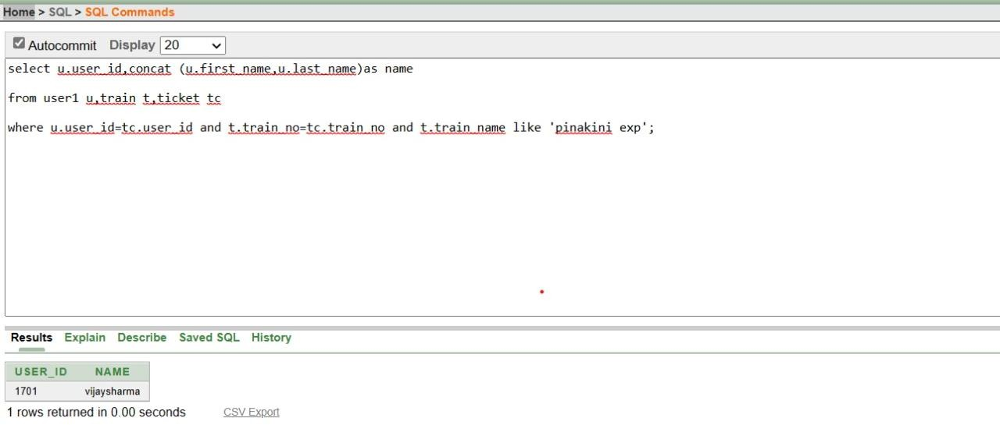 Home > SQL > SQL Commands
Autocommit Display 20
select u.user_id,concat (u.first_name,u.last_name)as name
from user1 u,train t,ticket tc
where u.user_id=tc.user_id and t.train_no=tc.train_no and t.train_name like 'pinakini exp';
Results Explain Describe Saved SQL History
USER_ID NAME
1701 vijaysharma
1 rows returned in 0.00 seconds CSV Export